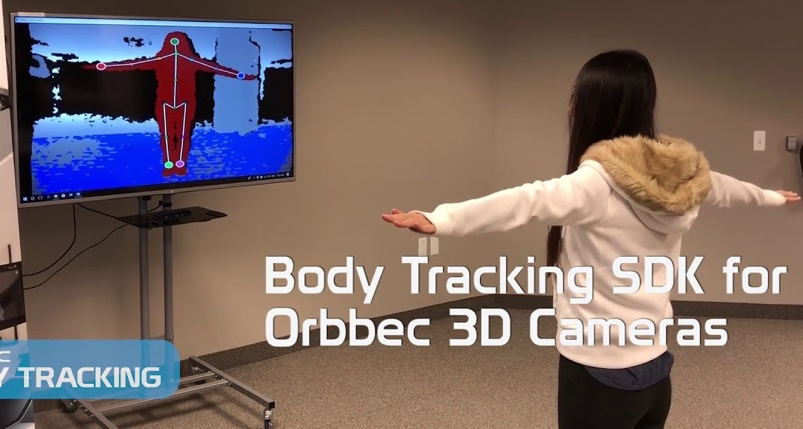 Body Tracking SDK for
Orbbec 3D Cameras
TRACKING